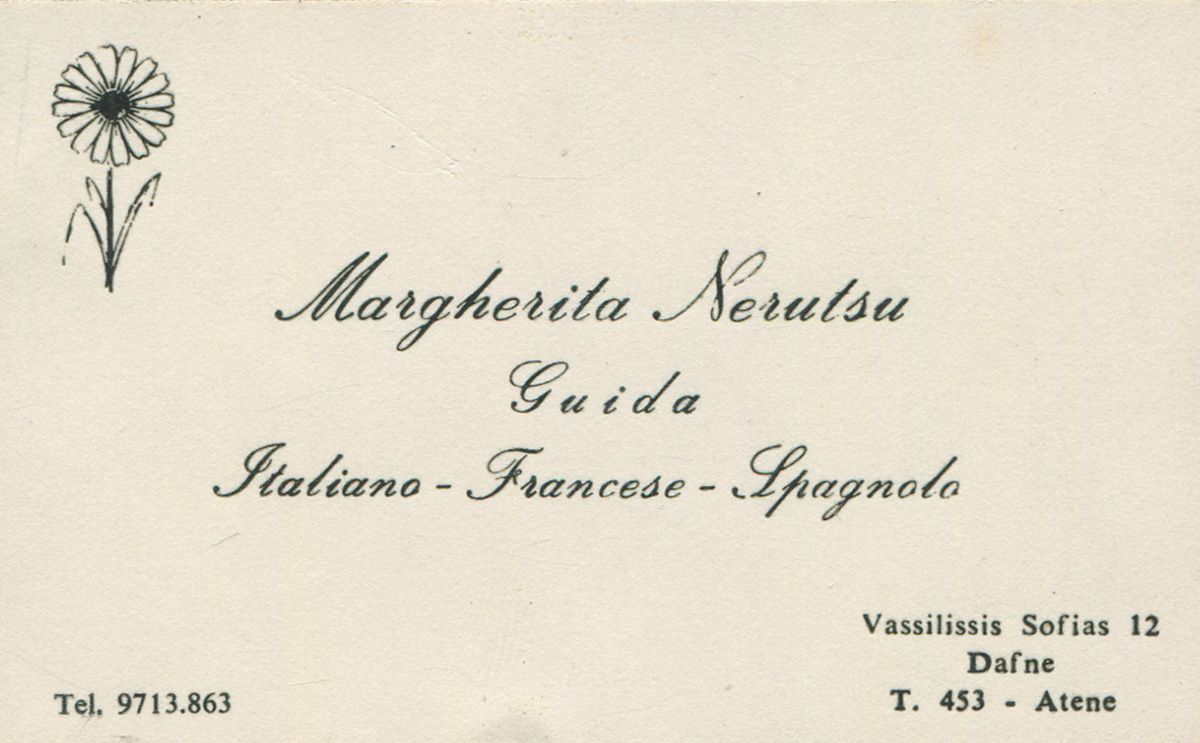 Margherita Nerutsu
Guida
Italiano - Francese - Spagnolo
Vassilissis Sofias 12
Dafne
T. 453 - Atene
Tel. 9713.863